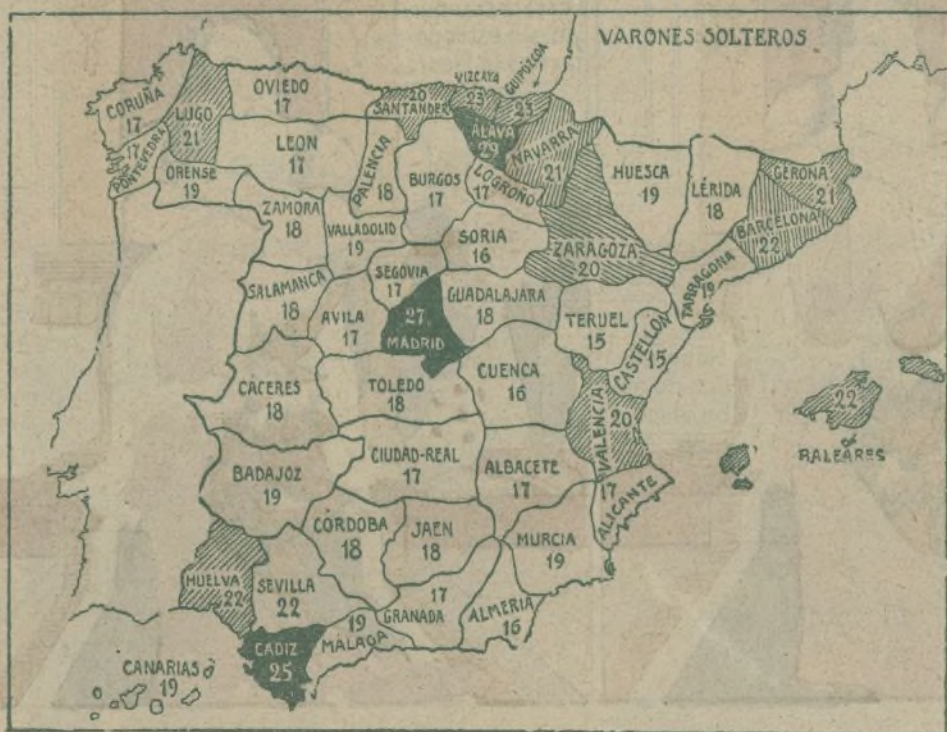 VARONES SOLTEROS
CORUÑA
17
LUGO
21
OVIEDO
17
SANTANDER
20
VIZCAYA
23
GUIPÚZCOA
23
ALAVA
29
NAVARRA
21
PONTEVEDRA
17
ORENSE
19
LEON
17
PALENCIA
18
BURGOS
17
LOGROÑO
17
HUESCA
19
LÉRIDA
18
GERONA
21
BARCELONA
22
ZAMORA
18
VALLADOLID
19
SORIA
16
ZARAGOZA
20
TARRAGONA
19
SALAMANCA
18
AVILA
17
SEGOVIA
17
27
MADRID
GUADALAJARA
18
TERUEL
15
CASTELLON
15
CÁCERES
18
TOLEDO
18
CUENCA
16
VALENCIA
20
22
BALEARES
BADAJOZ
19
CIUDAD-REAL
17
ALBACETE
17
17
ALICANTE
CÓRDOBA
18
JAEN
18
MURCIA
19
HUELVA
22
SEVILLA
22
17
GRANADA
ALMERIA
16
19
MÁLAGA
CADIZ
25
CANARIAS
19